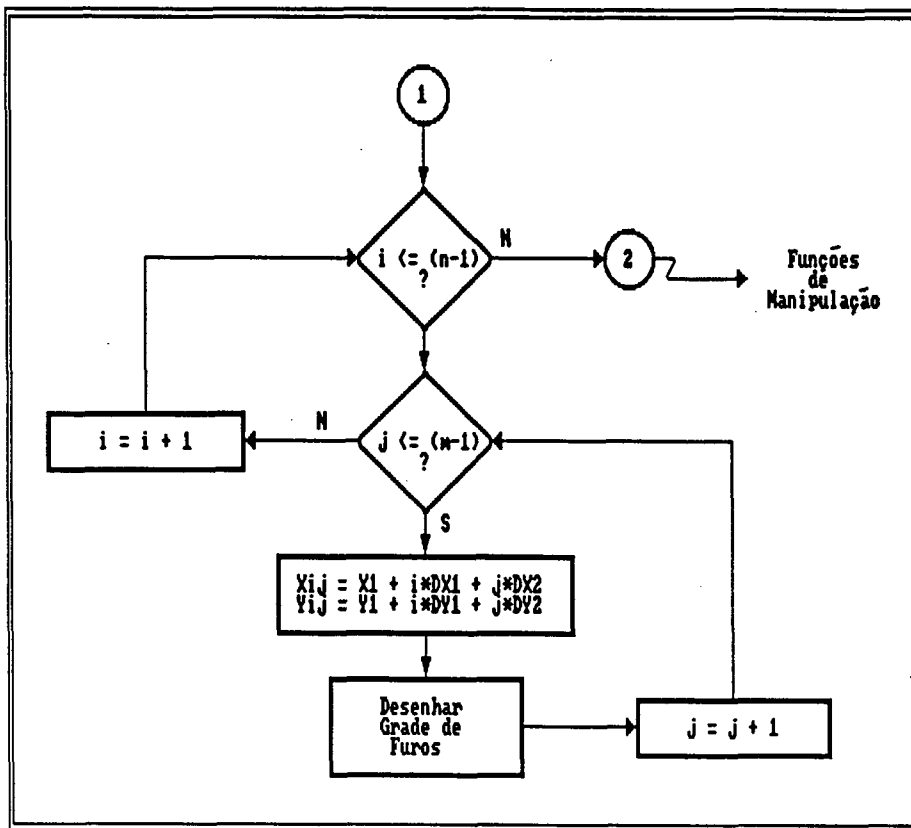 1
i <= (n-1)
?
N
2
Funções
de
Manipulação
i = i + 1
N
j <= (m-1)
?
S
Xij = X1 + i*DX1 + j*DX2
Yij = Y1 + i*DY1 + j*DY2
Desenhar
Grade de
Furos
j = j + 1